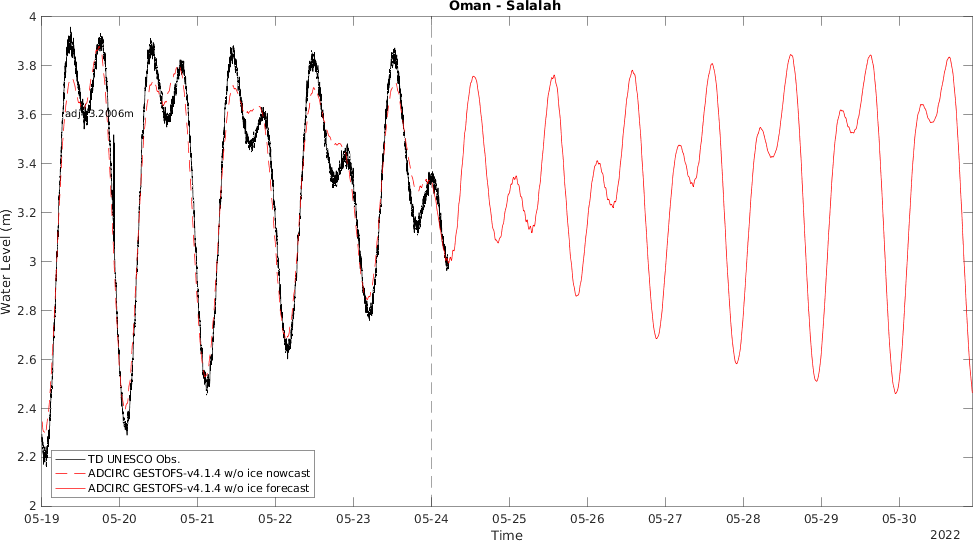 Oman - Salalah
4
3.8
3.6
3.4
3.2
3
2.8
2.6
2.4
2.2
2
Water Level (m)
adj=3.2006m
TD UNESCO Obs.
ADCIRC GESTOFS-v4.1.4 w/o ice nowcast
ADCIRC GESTOFS-v4.1.4 w/o ice forecast
05-19 05-20 05-21 05-22 05-23 05-24 05-25 05-26 05-27 05-28 05-29 05-30
Time
2022